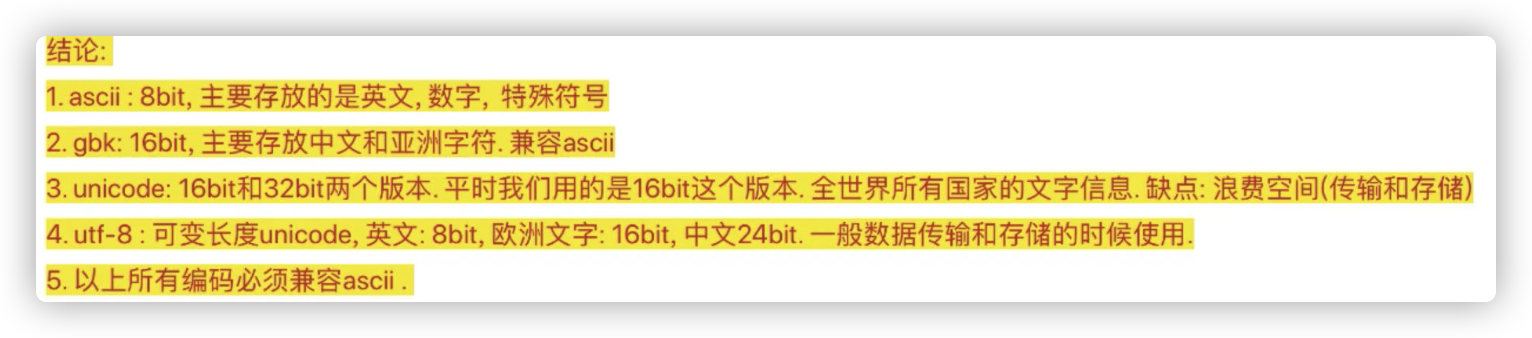 结论:
1. ascii : 8bit, 主要存放的是英文, 数字,  特殊符号
2. gbk: 16bit, 主要存放中文和亚洲字符. 兼容ascii
3. unicode: 16bit和32bit两个版本. 平时我们用的是16bit这个版本. 全世界所有国家的文字信息. 缺点: 浪费空间(传输和存储)
4. utf-8 : 可变长度unicode, 英文: 8bit, 欧洲文字: 16bit, 中文24bit. 一般数据传输和存储的时候使用.
5. 以上所有编码必须兼容ascii .